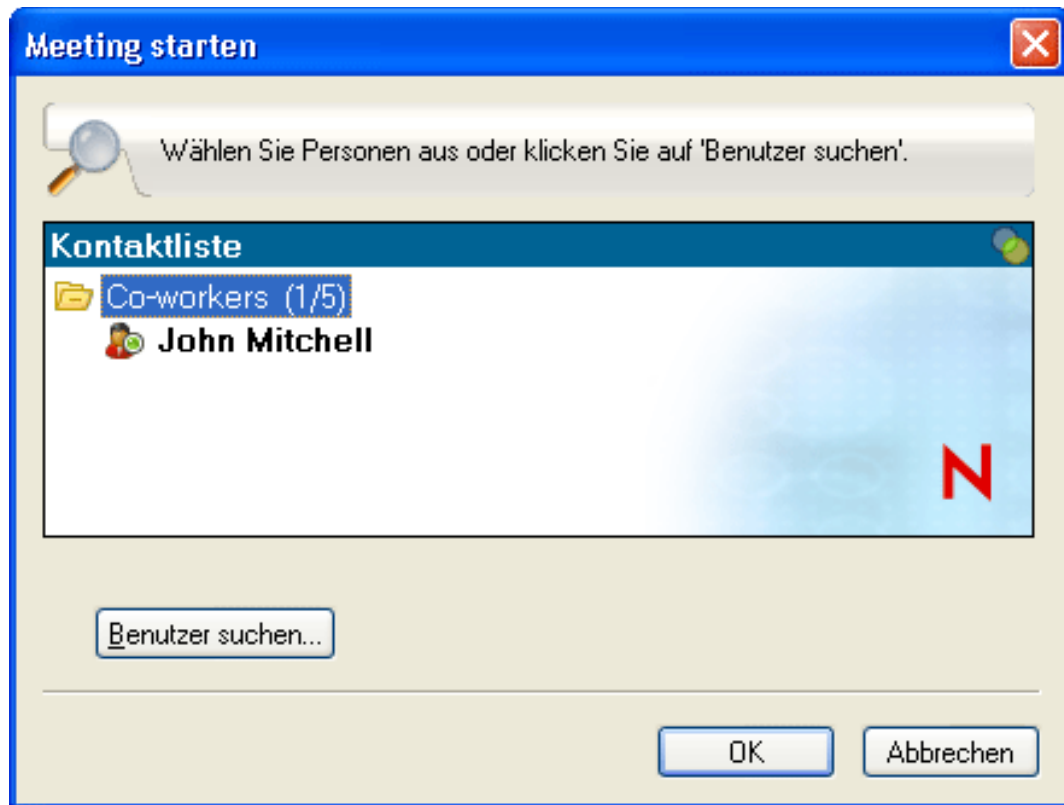 Meeting starten
Wählen Sie Personen aus oder klicken Sie auf 'Benutzer suchen'.
Kontaktliste
Co-workers (1/5)
John Mitchell
N
Benutzer suchen...
OK
Abbrechen